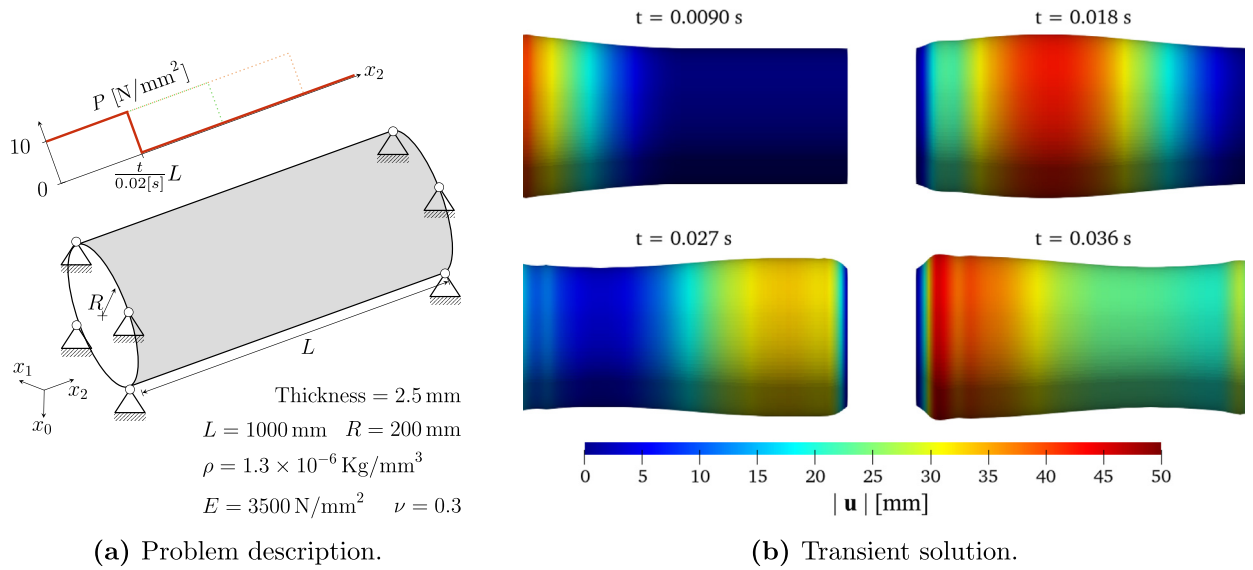 P [N/mm²]
x₂
10
0
t/0.02[s] L
R
L
x₁
x₂
x₀
Thickness = 2.5 mm
L = 1000 mm R = 200 mm
ρ = 1.3 × 10⁻⁶ Kg/mm³
E = 3500 N/mm² ν = 0.3
(a) Problem description.
t = 0.0090 s
t = 0.018 s
t = 0.027 s
t = 0.036 s
0 5 10 15 20 25 30 35 40 45 50
| u | [mm]
(b) Transient solution.